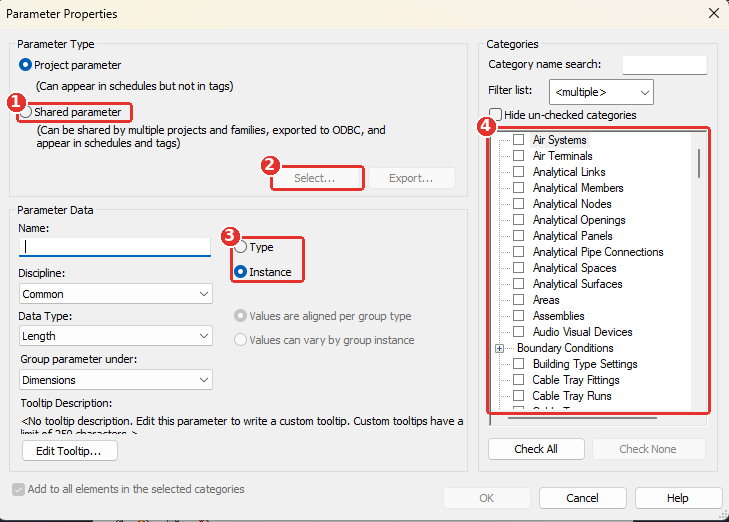 Parameter Properties
Parameter Type
Project parameter
(Can appear in schedules but not in tags)
1
Shared parameter
(Can be shared by multiple projects and families, exported to ODBC, and
appear in schedules and tags)
2
Select...
Export...
Parameter Data
Name:
3
Type
Instance
Discipline:
Common
Values are aligned per group type
Data Type:
Length
Values can vary by group instance
Group parameter under:
Dimensions
Tooltip Description:
<No tooltip description. Edit this parameter to write a custom tooltip. Custom tooltips have a
limit of 250 characters.>
Edit Tooltip...
Add to all elements in the selected categories
Categories
Category name search:
Filter list:
<multiple>
Hide un-checked categories
4
Air Systems
Air Terminals
Analytical Links
Analytical Members
Analytical Nodes
Analytical Openings
Analytical Panels
Analytical Pipe Connections
Analytical Spaces
Analytical Surfaces
Areas
Assemblies
Audio Visual Devices
Boundary Conditions
Building Type Settings
Cable Tray Fittings
Cable Tray Runs
Check All
Check None
OK
Cancel
Help